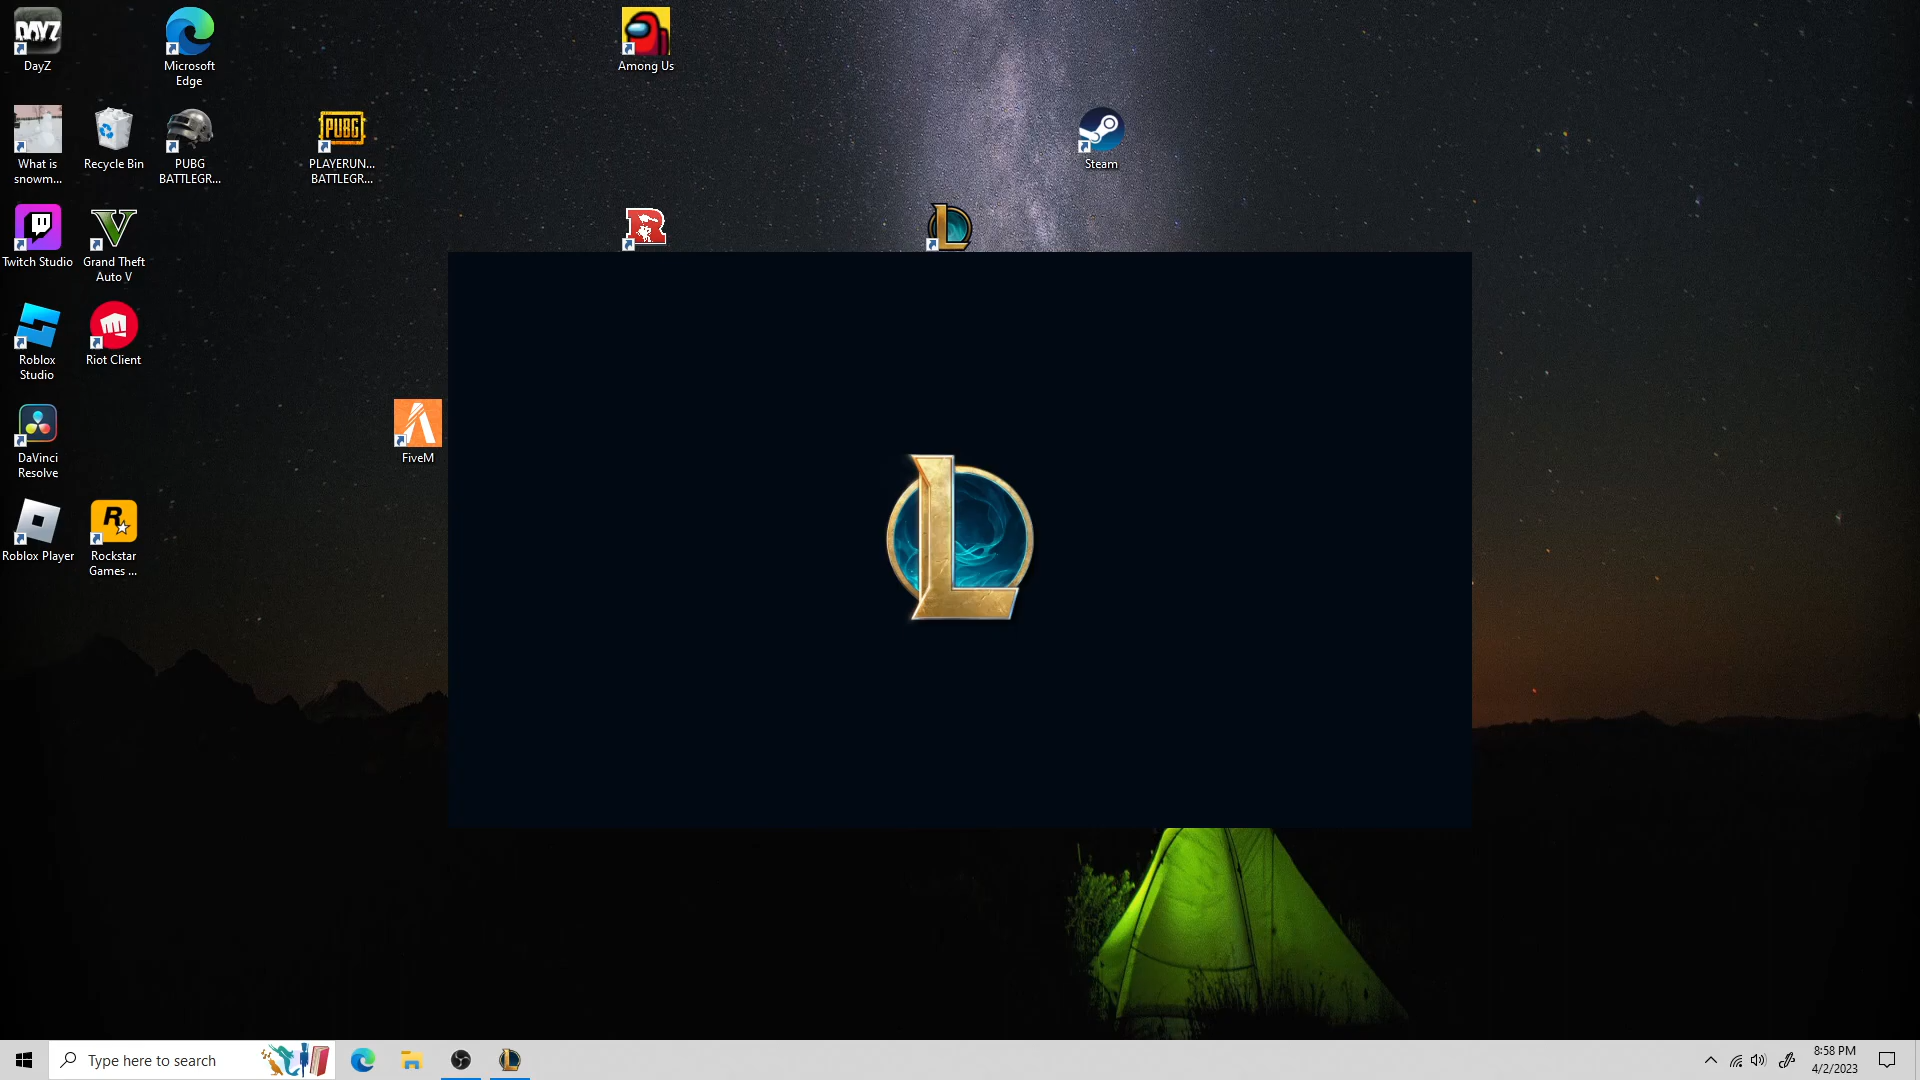 DAYZ
DayZ
Microsoft
Edge
Among Us
What is
snowm...
Recycle Bin
PUBG
BATTLEGR...
PUBG
PLAYERUN...
BATTLEGR...
Steam
Twitch Studio
V
Grand Theft
Auto V
R
L
Roblox
Studio
Riot Client
FiveM
DaVinci
Resolve
L
Roblox Player
R
Rockstar
Games ...
Type here to search
8:58 PM
4/2/2023